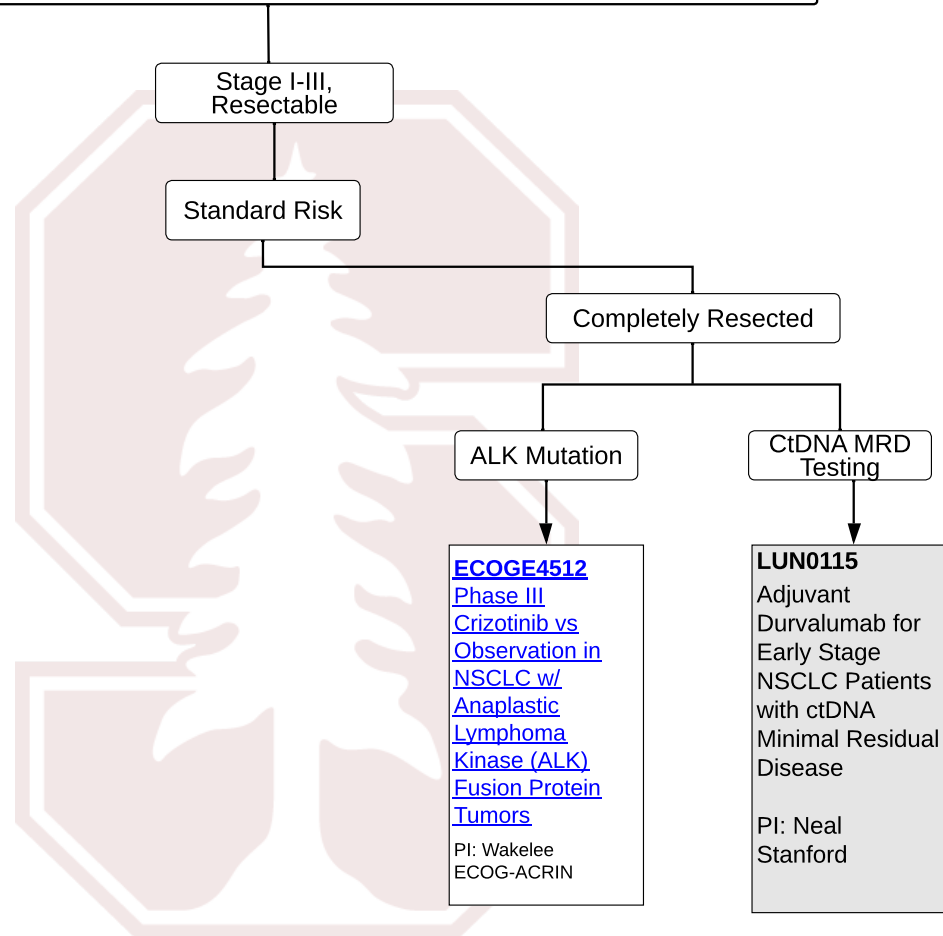 Stage I-III,
Resectable
Standard Risk
Completely Resected
ALK Mutation
CtDNA MRD
Testing
ECOGE4512
Phase III
Crizotinib vs
Observation in
NSCLC w/
Anaplastic
Lymphoma
Kinase (ALK)
Fusion Protein
Tumors
PI: Wakelee
ECOG-ACRIN
LUN0115
Adjuvant
Durvalumab for
Early Stage
NSCLC Patients
with ctDNA
Minimal Residual
Disease
PI: Neal
Stanford